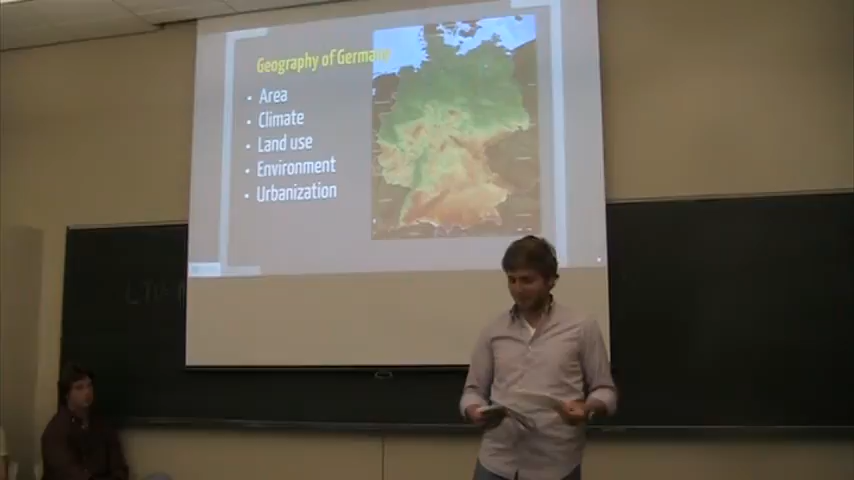 Geography of Germany
• Area
• Climate
• Land use
• Environment
• Urbanization